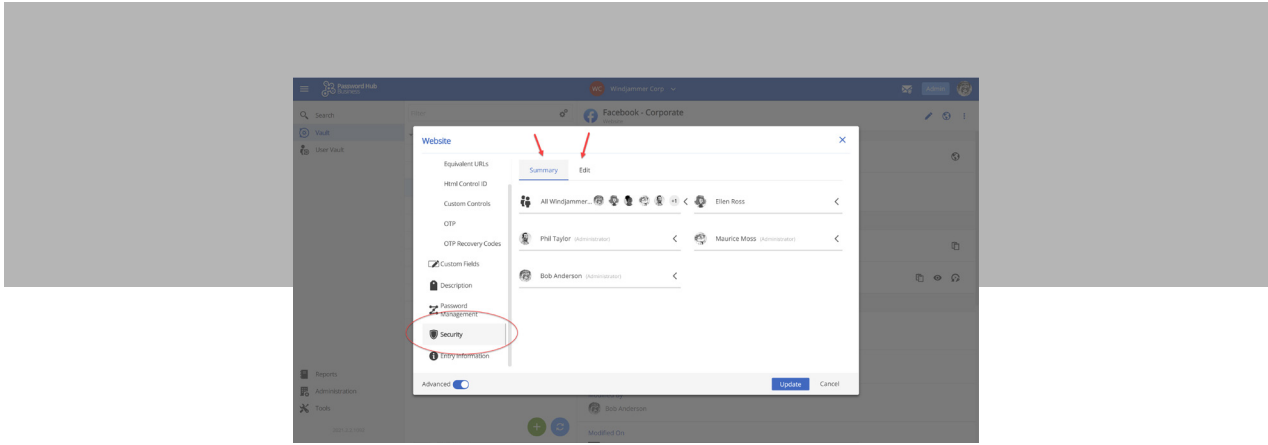 Password Hub
Business
WC Windjammer Corp
Admin
Search
Vault
User Vault
Filter
Facebook - Corporate
Website
Website
Equivalent URLs
Html Control ID
Custom Controls
OTP
OTP Recovery Codes
Custom Fields
Description
Password
Management
Security
Entry Information
Summary
Edit
All Windjammer...
+1
Ellen Ross
Phil Taylor (Administrator)
Maurice Moss (Administrator)
Bob Anderson (Administrator)
Advanced
Update
Cancel
Reports
Administration
Tools
Bob Anderson
Modified On